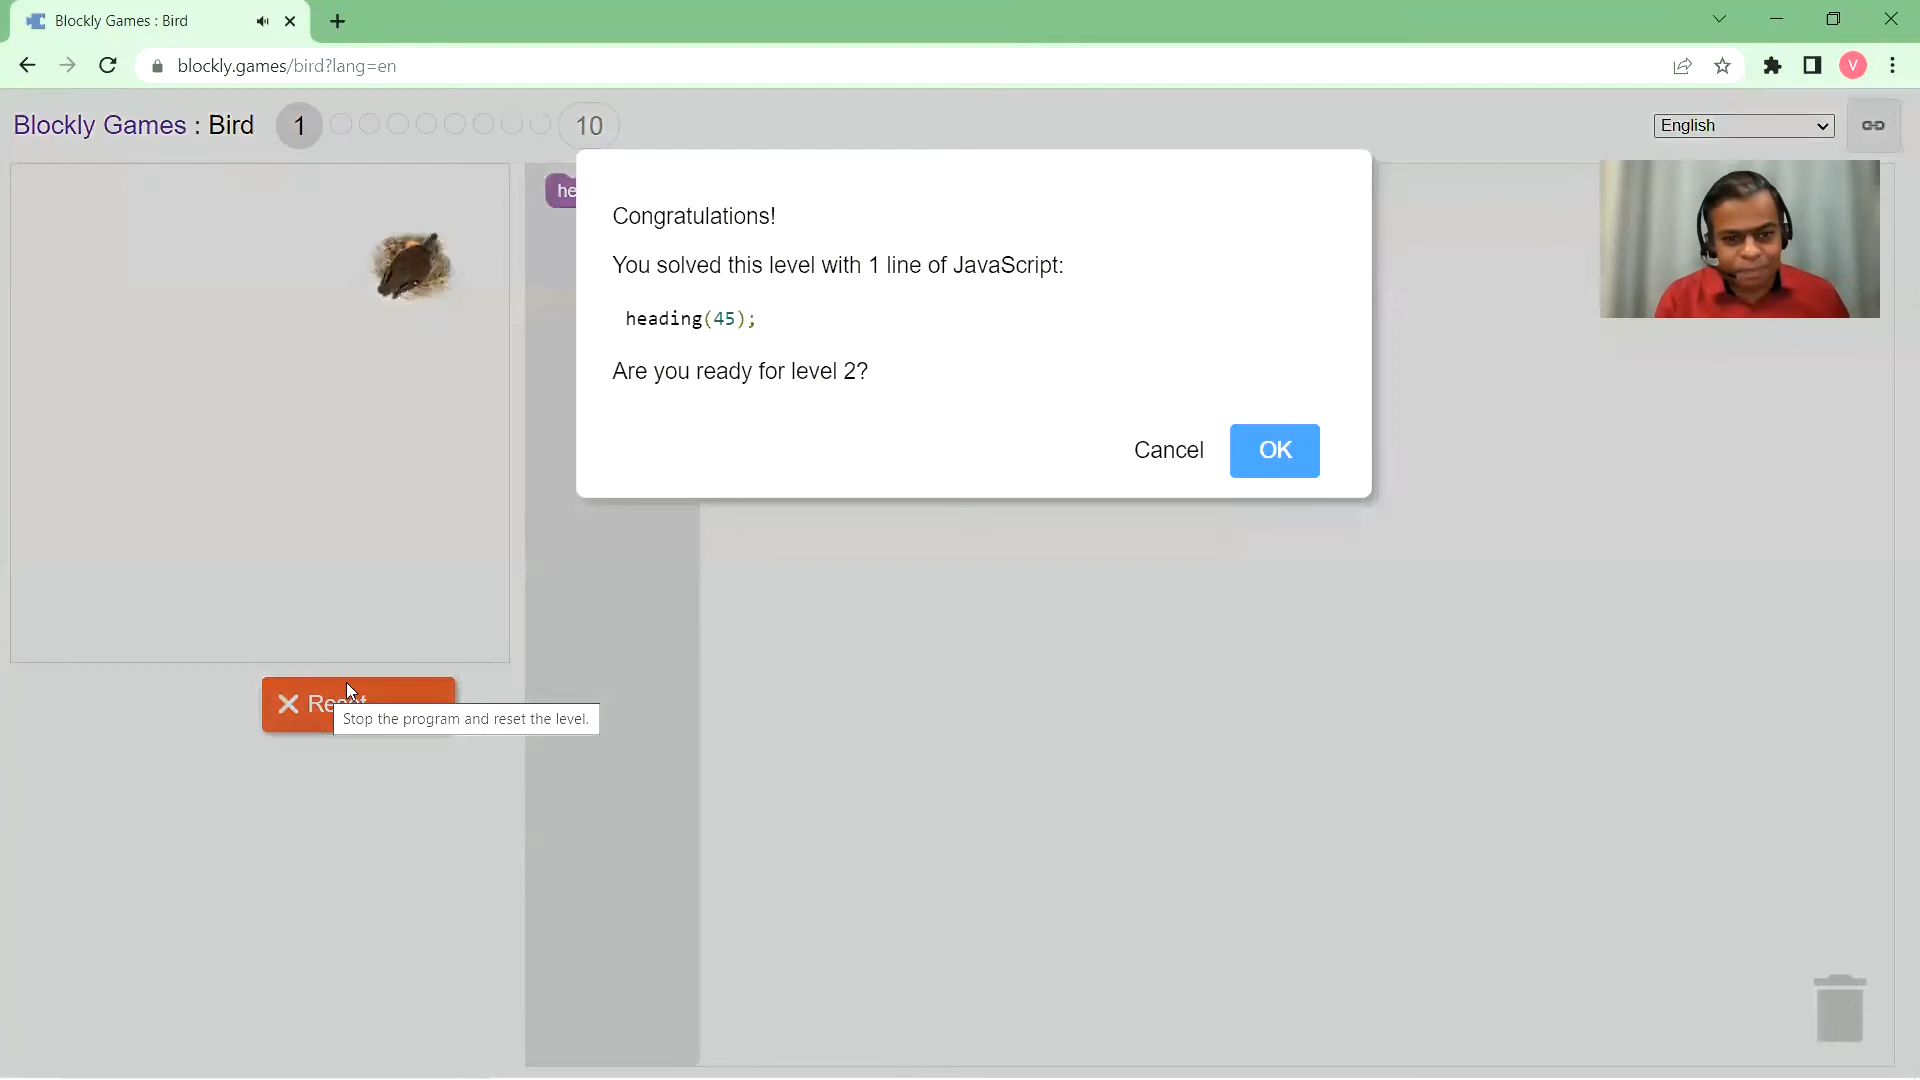 Blockly Games : Bird
blockly.games/bird?lang=en
V
Blockly Games : Bird
1
10
English
he
Congratulations!
You solved this level with 1 line of JavaScript:
heading(45);
Are you ready for level 2?
Cancel
OK
Stop the program and reset the level.